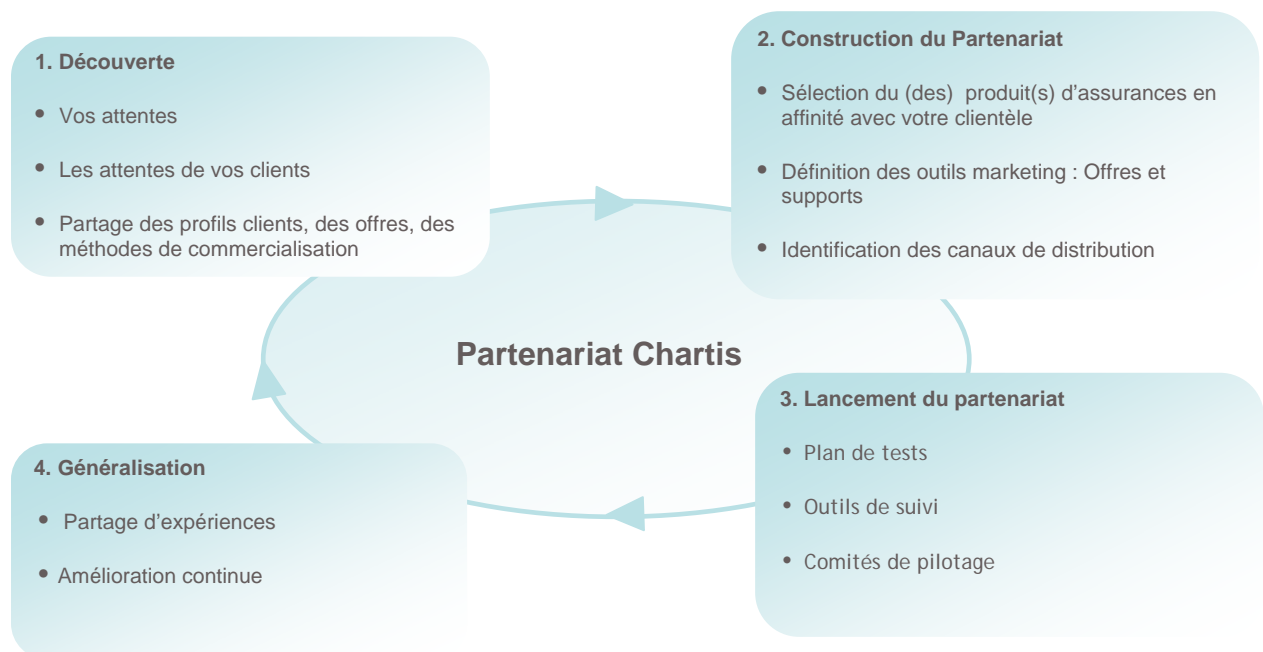 1. Découverte
• Vos attentes
• Les attentes de vos clients
• Partage des profils clients, des offres, des
méthodes de commercialisation
2. Construction du Partenariat
• Sélection du (des) produit(s) d'assurances en
affinité avec votre clientèle
• Définition des outils marketing : Offres et
supports
• Identification des canaux de distribution
Partenariat Chartis
3. Lancement du partenariat
• Plan de tests
• Outils de suivi
• Comités de pilotage
4. Généralisation
• Partage d'expériences
• Amélioration continue